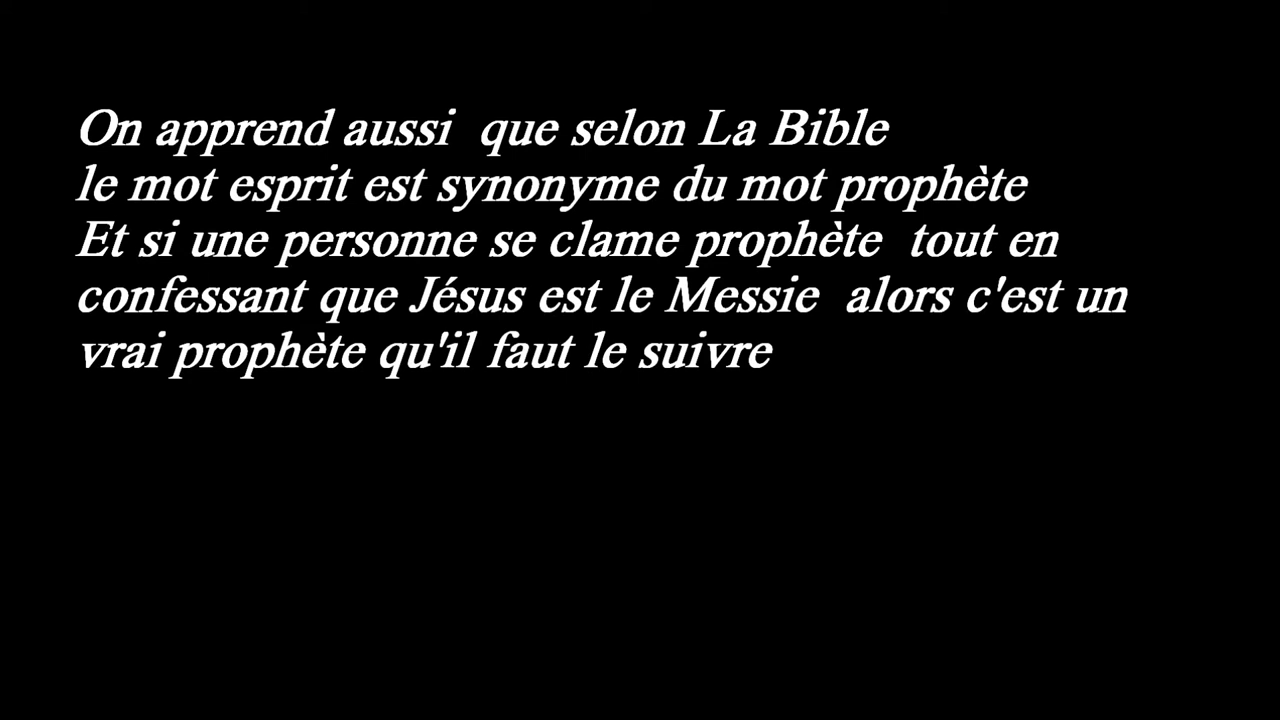 On apprend aussi  que selon La Bible
le mot esprit est synonyme du mot prophète
Et si une personne se clame prophète  tout en
confessant que Jésus est le Messie  alors c'est un
vrai prophète qu'il faut le suivre